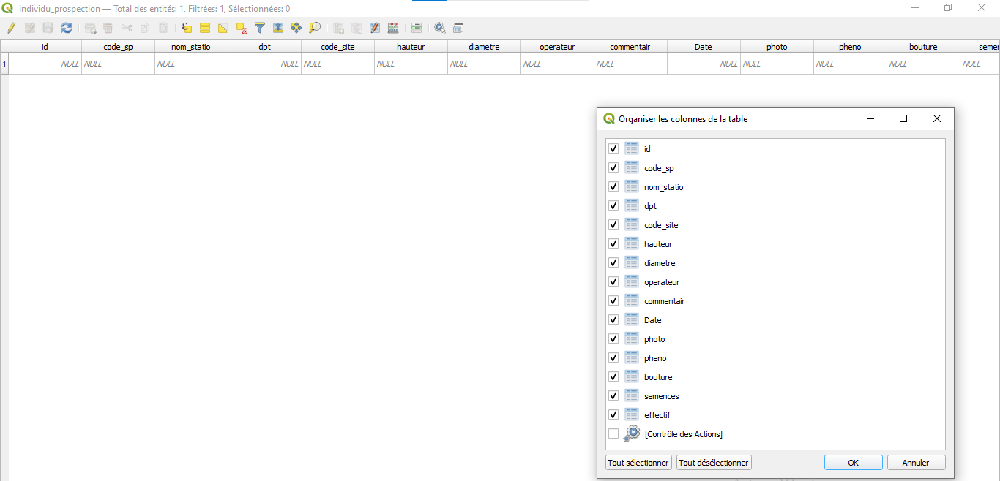 individu_prospection — Total des entités: 1, Filtrées: 1, Sélectionnées: 0
id code_sp nom_statio dpt code_site hauteur diametre operateur commentair Date photo pheno bouture semen
1 NULL NULL NULL NULL NULL NULL NULL NULL NULL NULL NULL NULL NULL NULL
Organiser les colonnes de la table
id
code_sp
nom_statio
dpt
code_site
hauteur
diametre
operateur
commentair
Date
photo
pheno
bouture
semences
effectif
[Contrôle des Actions]
Tout sélectionner Tout désélectionner OK Annuler